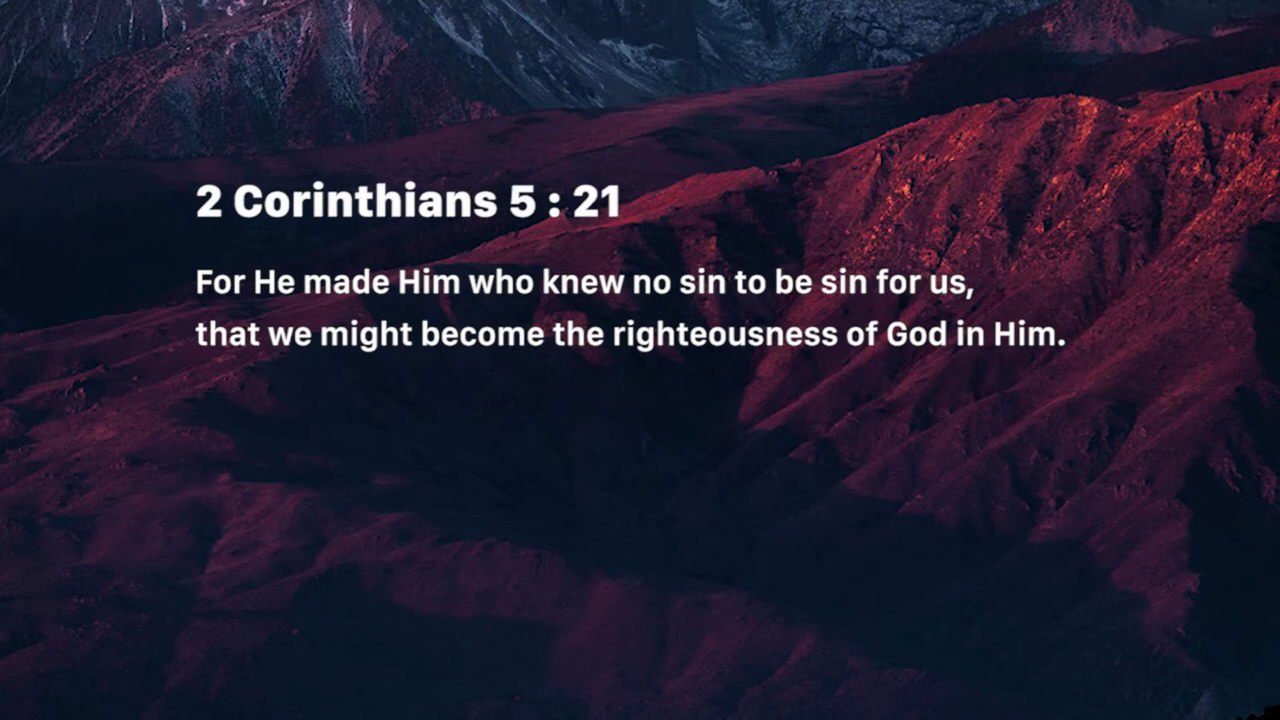 2 Corinthians 5 : 21
For He made Him who knew no sin to be sin for us,
that we might become the righteousness of God in Him.